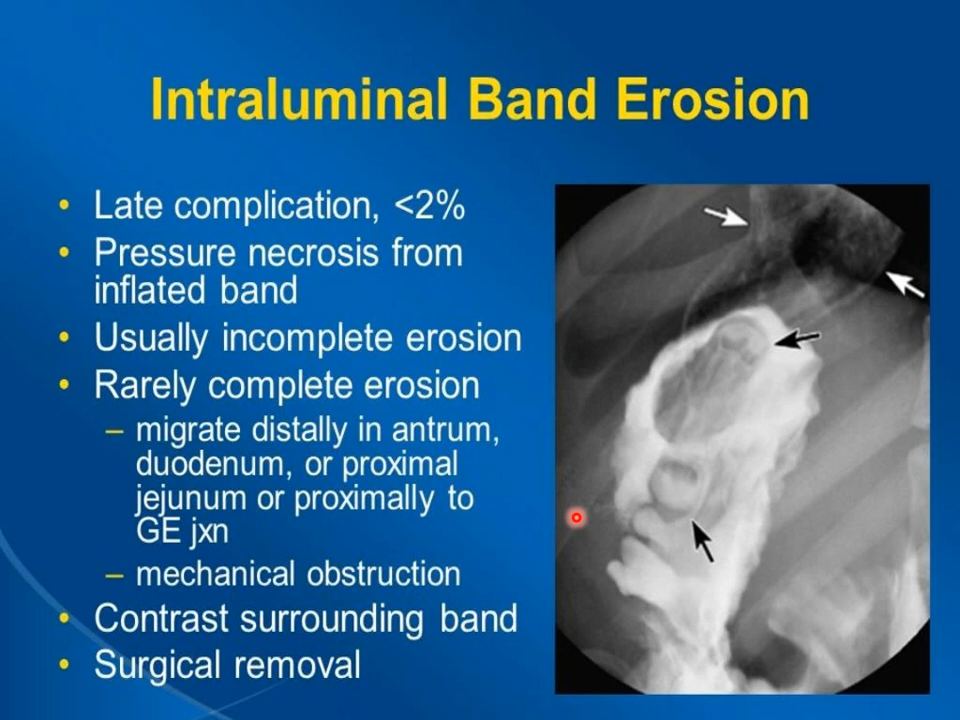 Intraluminal Band Erosion
• Late complication, <2%
• Pressure necrosis from
inflated band
• Usually incomplete erosion
• Rarely complete erosion
– migrate distally in antrum,
duodenum, or proximal
jejunum or proximally to
GE jxn
– mechanical obstruction
• Contrast surrounding band
• Surgical removal